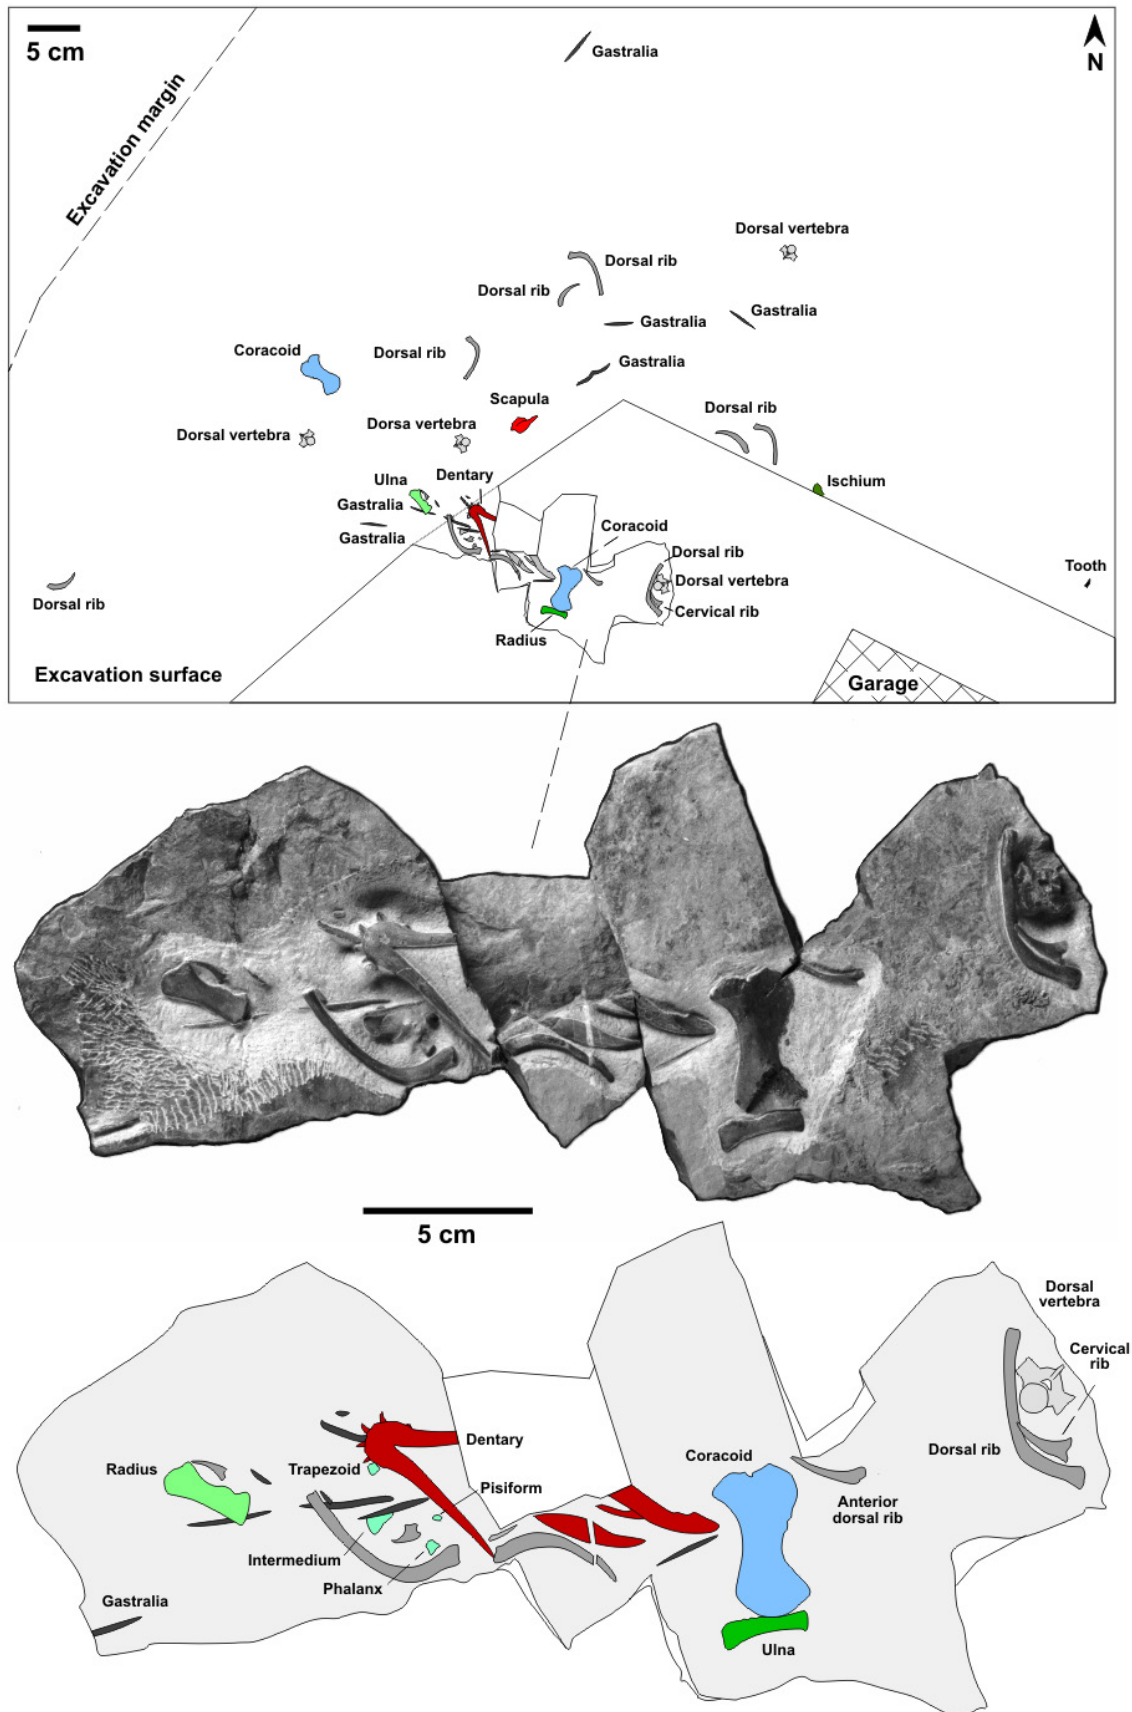 5 cm
Excavation margin
Gastralia
N
Dorsal vertebra
Dorsal rib
Dorsal rib
Gastralia
Gastralia
Coracoid
Dorsal rib
Gastralia
Scapula
Dorsal rib
Dorsal vertebra
Dorsa vertebra
Ulna
Dentary
Ischium
Gastralia
Coracoid
Gastralia
Dorsal rib
Tooth
Dorsal vertebra
Dorsal rib
Cervical rib
Radius
Excavation surface
Garage
5 cm
Dorsal
vertebra
Cervical
rib
Dentary
Coracoid
Dorsal rib
Radius
Trapezoid
Pisiform
Anterior
dorsal rib
Intermedium
Phalanx
Gastralia
Ulna